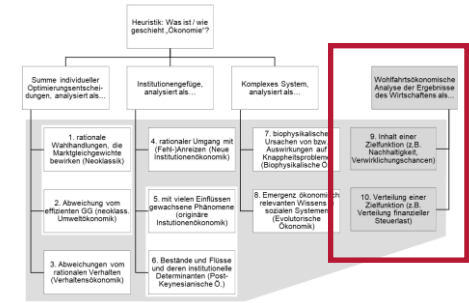 Heuristik: Was ist / wie
geschieht „Ökonomie“?
Summe individueller
Optimierungsentschei-
dungen, analysiert als...
Institutionengefüge,
analysiert als...
Komplexes System,
analysiert als...
Wohlfahrtsökonomische
Analyse der Ergebnisse
des Wirtschaftens als...
1. rationale
Wahlhandlungen, die
Marktgleichgewichte
bewirken (Neoklassik)
2. Abweichung vom
effizienten GG (neoklass.
Umweltökonomie)
3. Abweichungen vom
rationalen Verhalten
(Verhaltensökonomik)
4. rationaler Umgang mit
(Fehl-)Anreizen (Neue
Institutionenökonomik)
5. mit vielen Einflüssen
gewachsene Phänomene
(originäre
Instutionenökonomik)
6. Bestände und Flüsse
und deren institutionelle
Determinanten (Post-
Keynesianische Ö.)
7. biophysikalische
Ursachen von bzw.
Auswirkungen auf
Knappheitsprobleme
(Biophysikalische Ö.)
8. Emergenz ökonomisch
relevanten Wissens
sozialen Systemen
(Evolutorische
Ökonomik)
9. Inhalt einer
Zielfunktion (z.B.
Nachhaltigkeit,
Verwirklichungschancen)
10. Verteilung einer
Zielfunktion (z.B.
Verteilung finanzieller
Steuerlast)